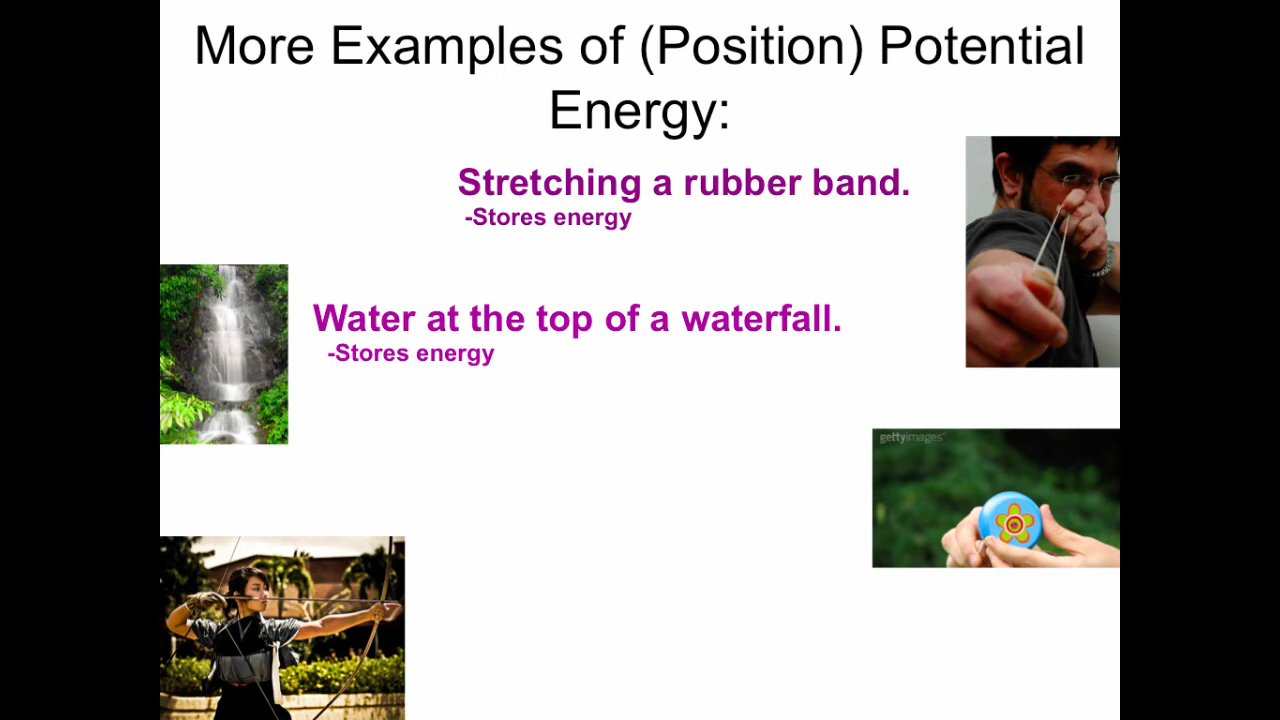 More Examples of (Position) Potential
Energy:
Stretching a rubber band.
-Stores energy
Water at the top of a waterfall.
-Stores energy
gettyimages